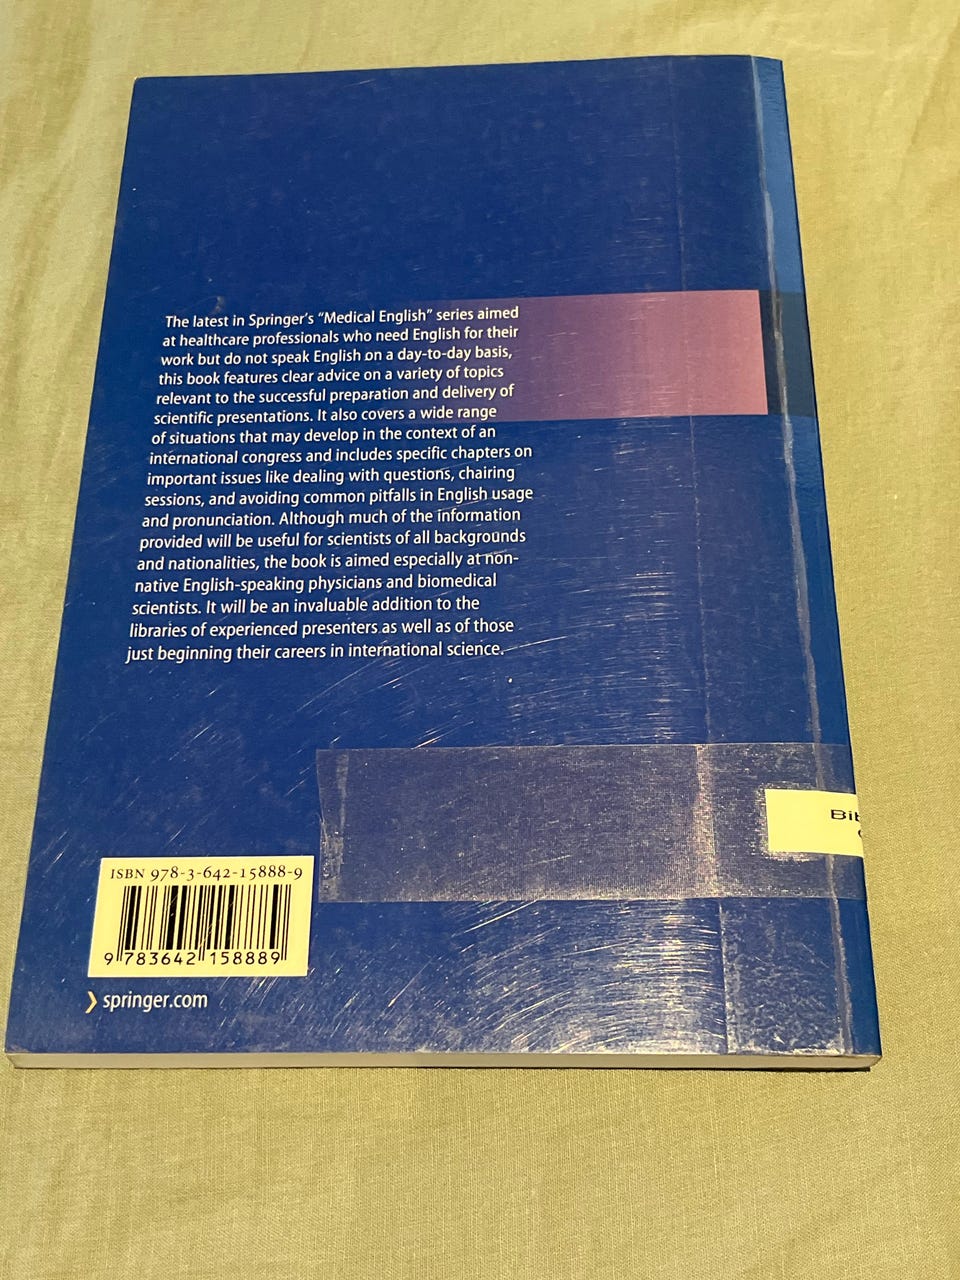 The latest in Springer's “Medical English” series aimed
at healthcare professionals who need English for their
work but do not speak English on a day-to-day basis,
this book features clear advice on a variety of topics
relevant to the successful preparation and delivery of
scientific presentations. It also covers a wide range
of situations that may develop in the context of an
international congress and includes specific chapters on
important issues like dealing with questions, chairing
sessions, and avoiding common pitfalls in English usage
and pronunciation. Although much of the information
provided will be useful for scientists of all backgrounds
and nationalities, the book is aimed especially at non-
native English-speaking physicians and biomedical
scientists. It will be an invaluable addition to the
libraries of experienced presenters as well as of those
just beginning their careers in international science.
ISBN 978-3-642-15888-9
9 783642 158889
springer.com